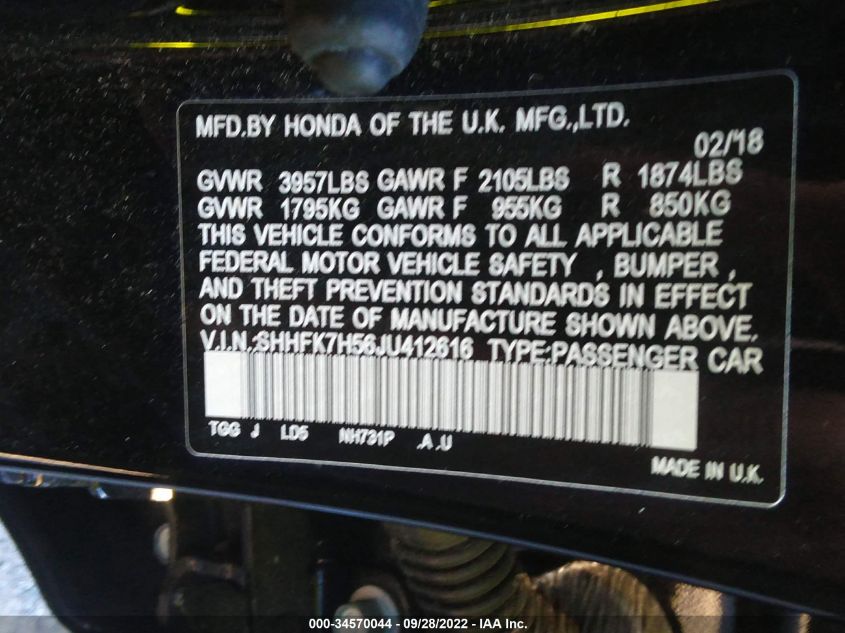 MFD.BY HONDA OF THE U.K. MFG.,LTD.
02/18
GVWR 3957LBS GAWR F 2105LBS R 1874LBS
GVWR 1795KG GAWR F 955KG R 850KG
THIS VEHICLE CONFORMS TO ALL APPLICABLE
FEDERAL MOTOR VEHICLE SAFETY , BUMPER ,
AND THEFT PREVENTION STANDARDS IN EFFECT
ON THE DATE OF MANUFACTURE SHOWN ABOVE.
V.I.N.:SHHFK7H56JU412616 TYPE:PASSENGER CAR
TGG J LD5 NH731P .A .U
MADE IN U.K.
000-34570044 / 09/28/2022 - IAA Inc.